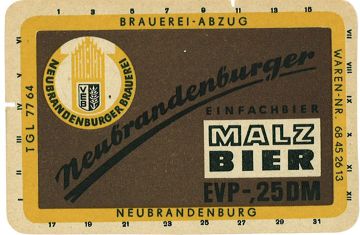 1 3 5 7 9 11 13 15
BRAUEREI-ABZUG
VI V IV III II I
TGL 7764
NEUBRANDENBURGER BRAUEREI
VEB
Neubrandenburger
EINFACHBIER
MALZ
BIER
EVP-,25DM
WAREN-NR 68 45 26 13
VII VIII IX X XI XII
NEUBRANDENBURG
17 19 21 23 25 27 29 31